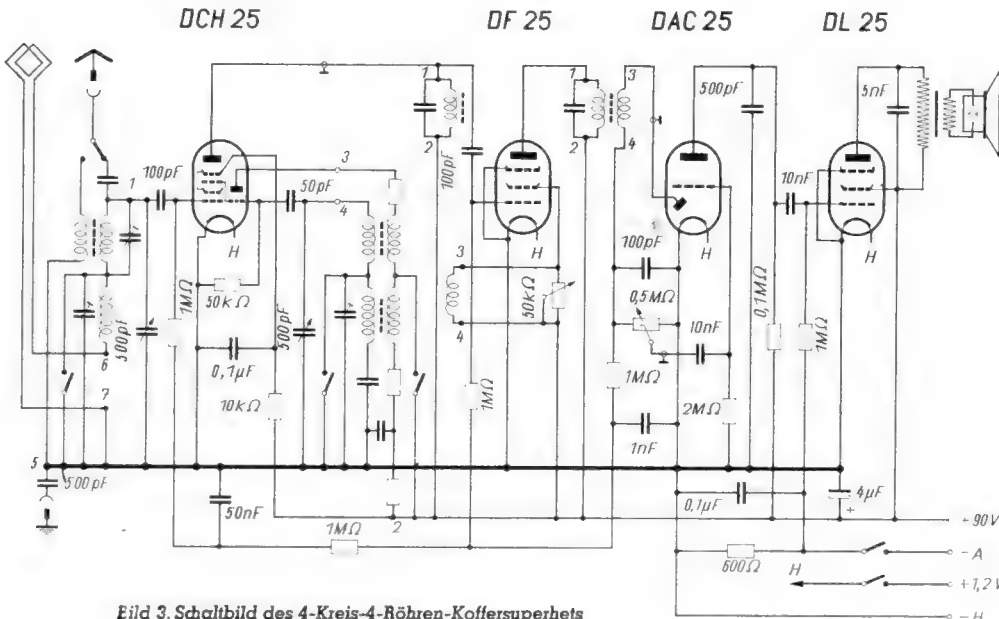 DCH 25
DF 25
DAC 25
DL 25
1
2
1
2
3
4
500pF
5nF
100pF
50pF
3
4
100pF
10nF
1
H
H
H
H
50kΩ
1MΩ
500pF
500pF
3
4
50kΩ
100pF
0,5MΩ
10nF
0,1MΩ
1MΩ
6
7
0,1µF
10kΩ
1MΩ
1MΩ
2MΩ
1nF
5
500pF
50nF
1MΩ
2
0,1µF
4µF
+
+90V
600Ω
H
-A
+1,2V
-H
Bild 3. Schaltbild des 4-Kreis-4-Röhren-Koffersuperhets